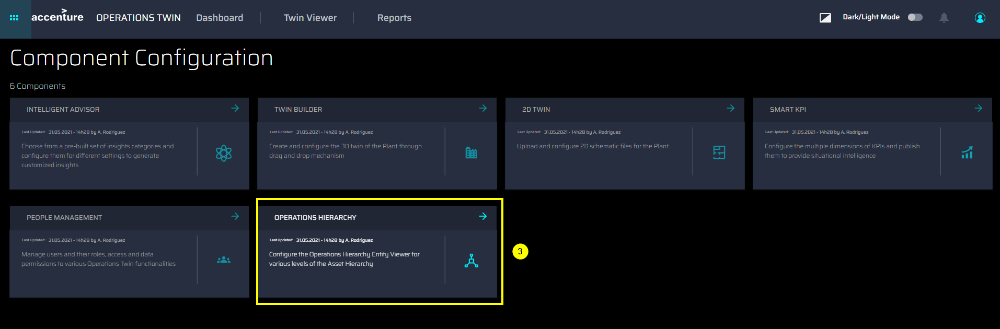 accenture OPERATIONS TWIN Dashboard Twin Viewer Reports Dark/Light Mode
Component Configuration
6 Components
INTELLIGENT ADVISOR
Last Updated: 31.05.2021 - 14h28 by A. Rodriguez
Choose from a pre-built set of insights categories and
configure them for different settings to generate
customized insights
TWIN BUILDER
Last Updated: 31.05.2021 - 14h28 by A. Rodriguez
Create and configure the 3D twin of the Plant through
drag and drop mechanism
2D TWIN
Last Updated: 31.05.2021 - 14h28 by A. Rodriguez
Upload and configure 2D schematic files for the Plant.
SMART KPI
Last Updated: 31.05.2021 - 14h28 by A. Rodriguez
Configure the multiple dimensions of KPIs and publish
them to provide situational intelligence
PEOPLE MANAGEMENT
Last Updated: 31.05.2021 - 14h28 by A. Rodriguez
Manage users and their roles, access and data
permissions to various Operations Twin functionalities
OPERATIONS HIERARCHY
Last Updated: 31.05.2021 - 14h28 by A. Rodriguez
Configure the Operations Hierarchy Entity Viewer for
various levels of the Asset Hierarchy
3